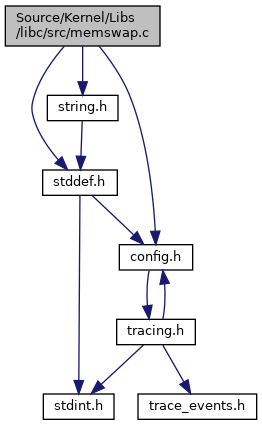 Source/Kernel/Libs
/libc/src/memswap.c
string.h
stddef.h
config.h
tracing.h
stdint.h
trace_events.h